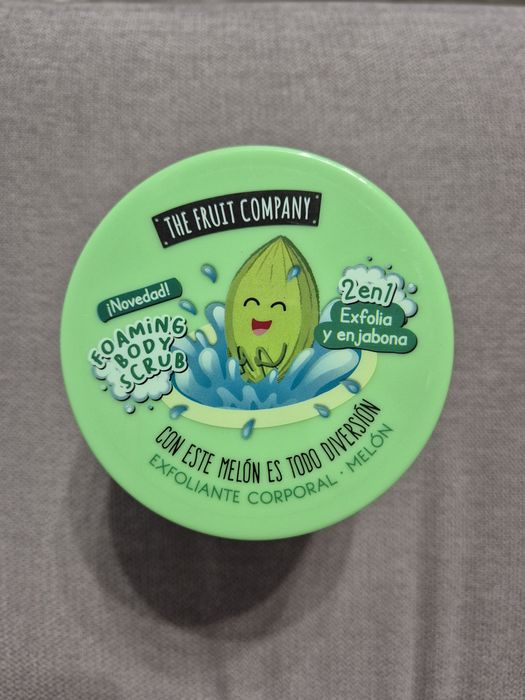 THE FRUIT COMPANY
¡Novedad!
FOAMING
BODY
SCRUB
2en1
Exfolia
y enjabona
CON ESTE MELÓN ES TODO DIVERSIÓN
EXFOLIANTE CORPORAL · MELÓN